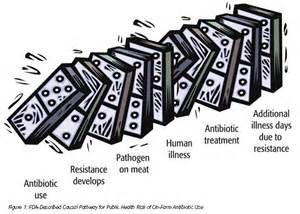 Antibiotic
use
Resistance
develops
Pathogen
on meat
Human
illness
Antibiotic
treatment
Additional
illness days
due to
resistance
Figure 1: FDA-Described Causal Pathway for Public Health Risk of On-Farm Antibiotic Use